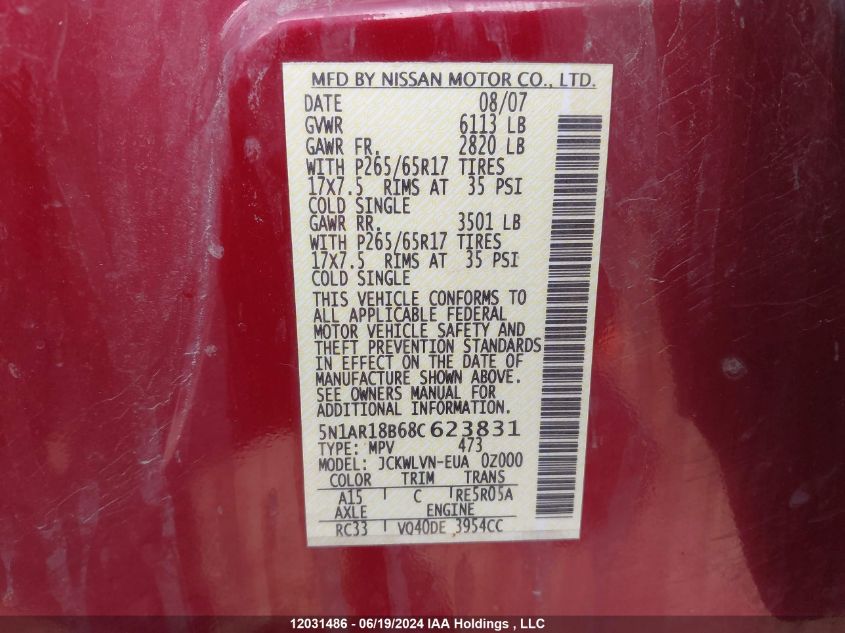 MFD BY NISSAN MOTOR CO., LTD.
DATE 08/07
GVWR 6113 LB
GAWR FR. 2820 LB
WITH P265/65R17 TIRES
17X7.5 RIMS AT 35 PSI
COLD SINGLE
GAWR RR. 3501 LB
WITH P265/65R17 TIRES
17X7.5 RIMS AT 35 PSI
COLD SINGLE
THIS VEHICLE CONFORMS TO
ALL APPLICABLE FEDERAL
MOTOR VEHICLE SAFETY AND
THEFT PREVENTION STANDARDS
IN EFFECT ON THE DATE OF
MANUFACTURE SHOWN ABOVE.
SEE OWNERS MANUAL FOR
ADDITIONAL INFORMATION.
5N1AR18B68C623831
TYPE: MPV 473
MODEL: JCKWLVN-EUA 0Z000
COLOR TRIM TRANS
A15 C RE5R05A
AXLE ENGINE
RC33 VQ40DE 3954CC
12031486 - 06/19/2024 IAA Holdings , LLC